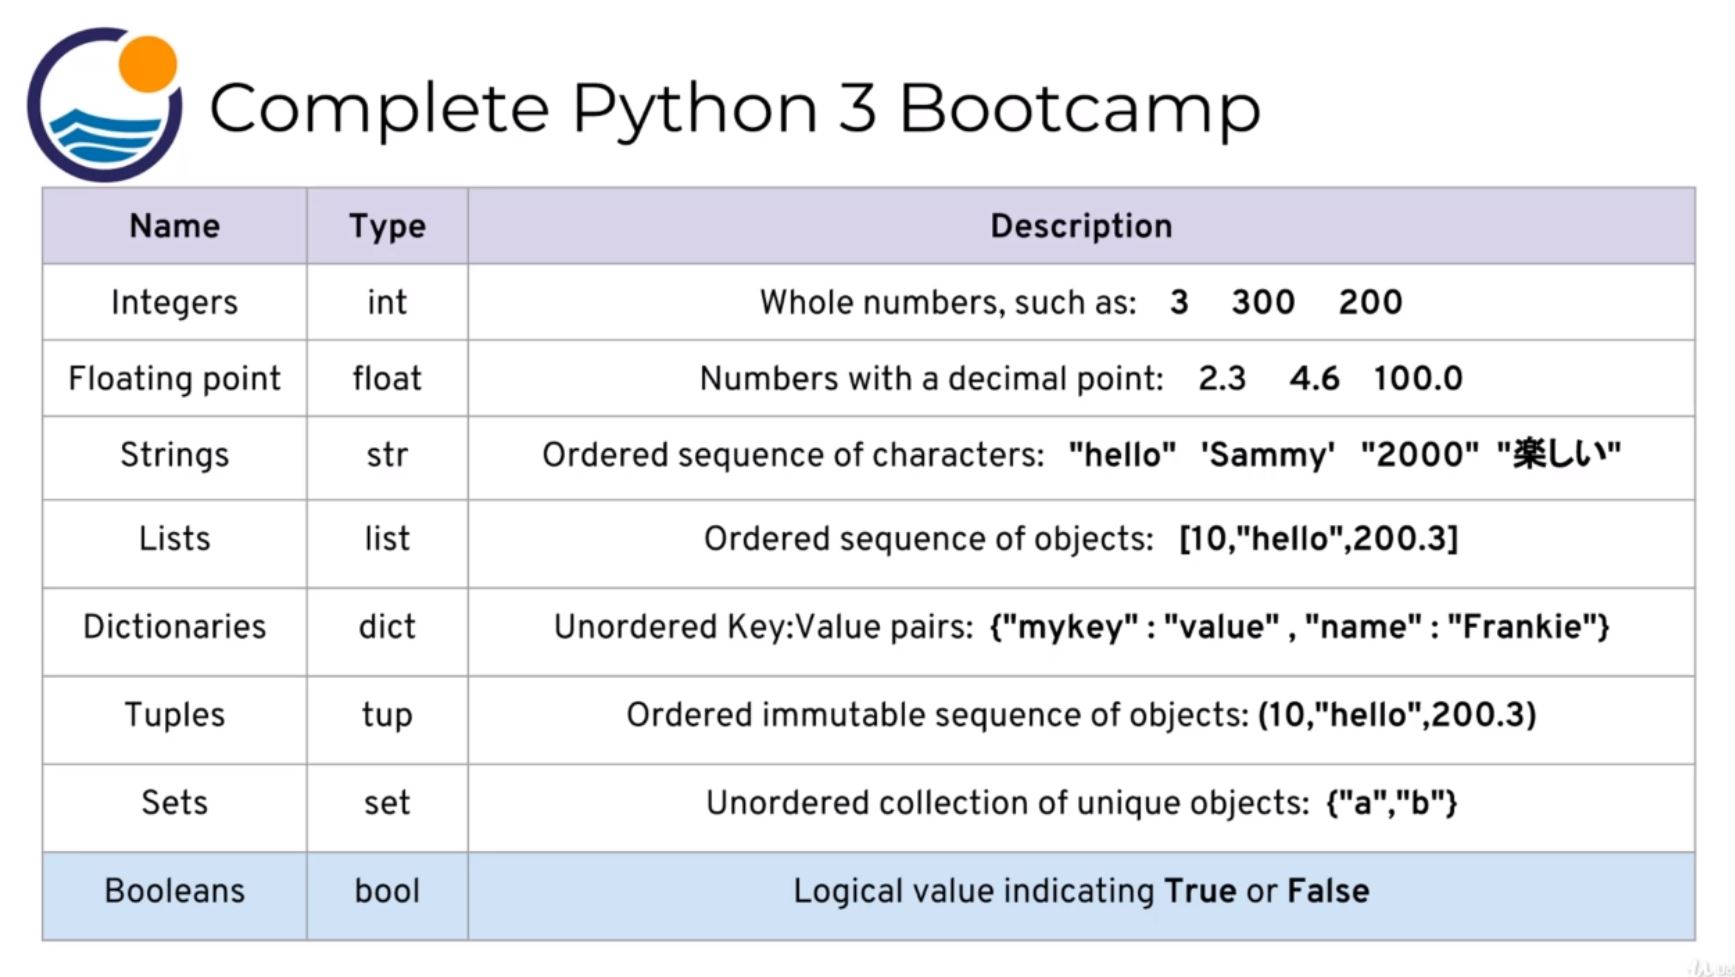 Complete Python 3 Bootcamp
Name Type Description
Integers int Whole numbers, such as: 3 300 200
Floating point float Numbers with a decimal point: 2.3 4.6 100.0
Strings str Ordered sequence of characters: "hello" 'Sammy' "2000" "楽しい"
Lists list Ordered sequence of objects: [10,"hello",200.3]
Dictionaries dict Unordered Key:Value pairs: {"mykey" : "value" , "name" : "Frankie"}
Tuples tup Ordered immutable sequence of objects: (10,"hello",200.3)
Sets set Unordered collection of unique objects: {"a","b"}
Booleans bool Logical value indicating True or False